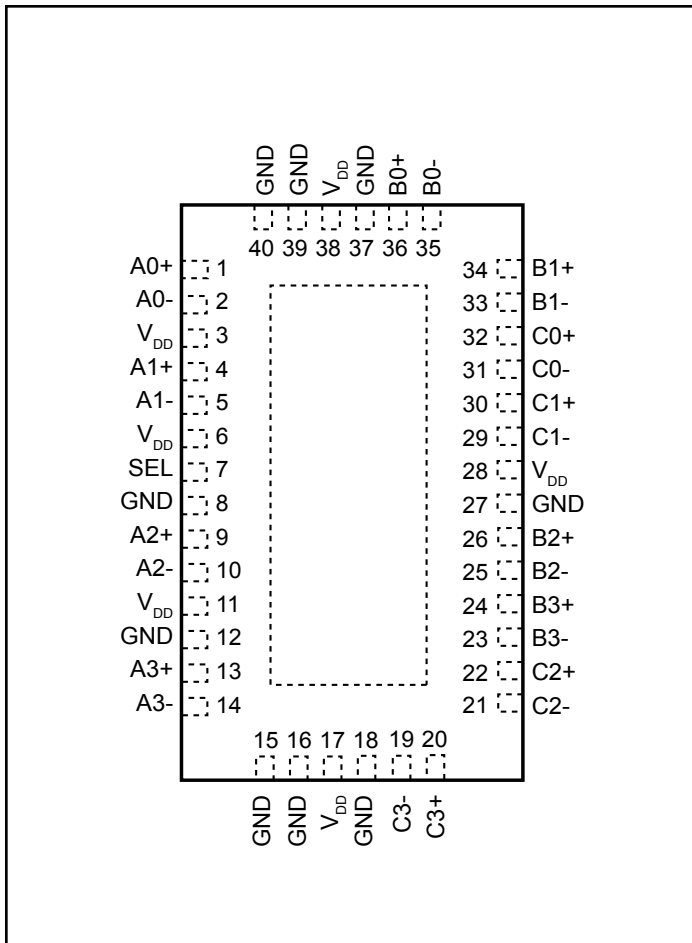 GND GND VDD GND B0+ B0-
40 39 38 37 36 35
A0+ 1 34 B1+
A0- 2 33 B1-
VDD 3 32 C0+
A1+ 4 31 C0-
A1- 5 30 C1+
VDD 6 29 C1-
SEL 7 28 VDD
GND 8 27 GND
A2+ 9 26 B2+
A2- 10 25 B2-
VDD 11 24 B3+
GND 12 23 B3-
A3+ 13 22 C2+
A3- 14 21 C2-
15 16 17 18 19 20
GND GND VDD GND C3- C3+